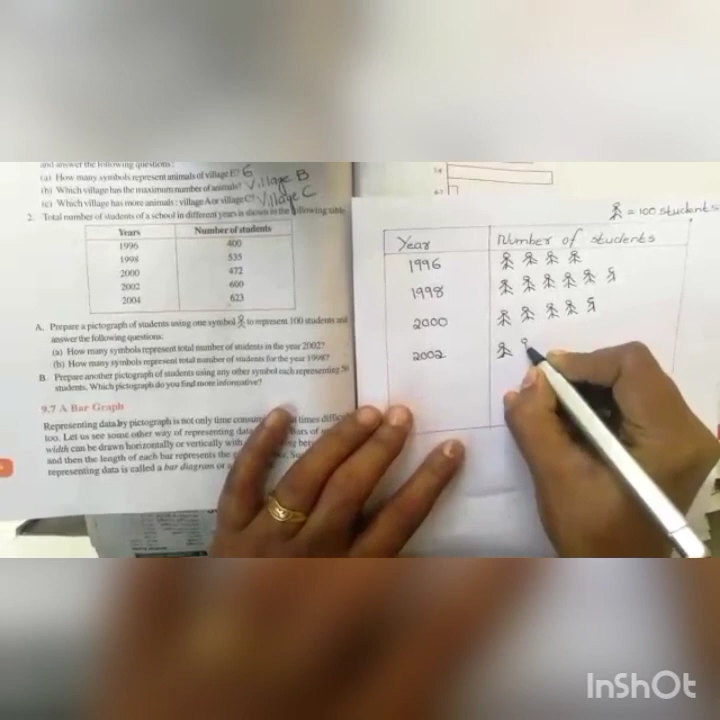 and answer the following questions :
(a) How many symbols represent animals of village E? 6
(b) Which village has the maximum number of animals? Village B
(c) Which village has more animals : village A or village C? Village C
2. Total number of students of a school in different years is shown in the following table
Years Number of students
1996 400
1998 535
2000 472
2002 600
2004 623
A. Prepare a pictograph of students using one symbol to represent 100 students and
answer the following questions:
(a) How many symbols represent total number of students in the year 2002?
(b) How many symbols represent total number of students for the year 1998?
B. Prepare another pictograph of students using any other symbol each representing 50
students. Which pictograph do you find more informative?
9.7 A Bar Graph
Representing data by pictograph is not only time times difficult
too. Let us see some other way of representing data. Bars of
width can be drawn horizontally or vertically with
and then the length of each bar represents the
representing data is called a bar diagram or
= 100 students
Year Number of students
1996
1998
2000
2002
InShOt